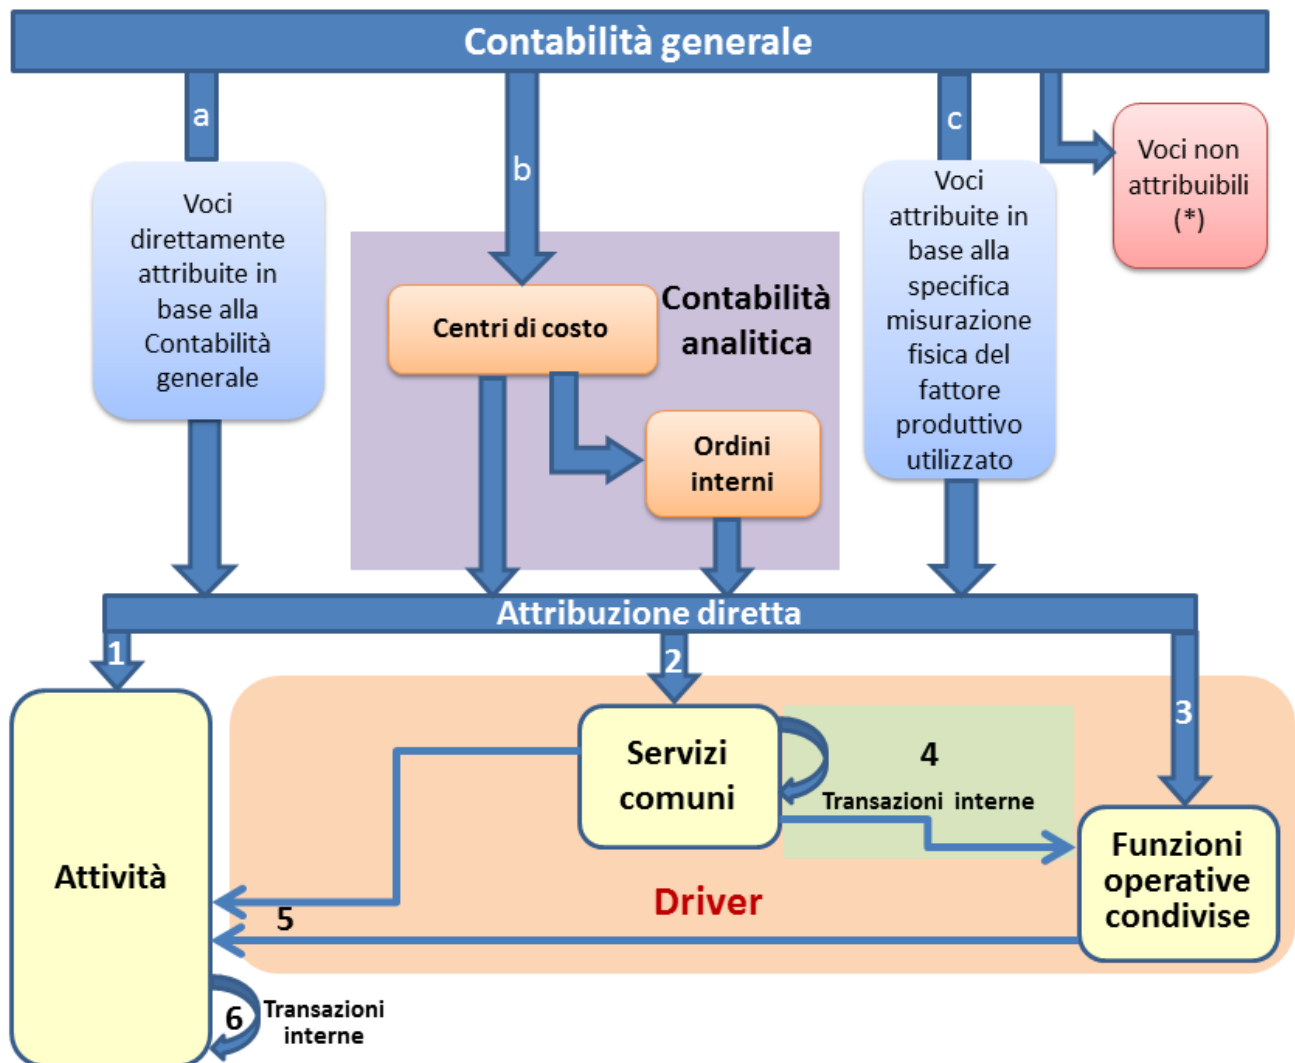 Contabilità generale
a
b
c
Voci
direttamente
attribuite in
base alla
Contabilità
generale
Centri di costo
Contabilità
analitica
Ordini
interni
Voci
attribuite in
base alla
specifica
misurazione
fisica del
fattore
produttivo
utilizzato
Voci non
attribuibili
(*)
Attribuzione diretta
1
2
3
Attività
Servizi
comuni
4
Transazioni interne
Funzioni
operative
condivise
Driver
5
6
Transazioni
interne